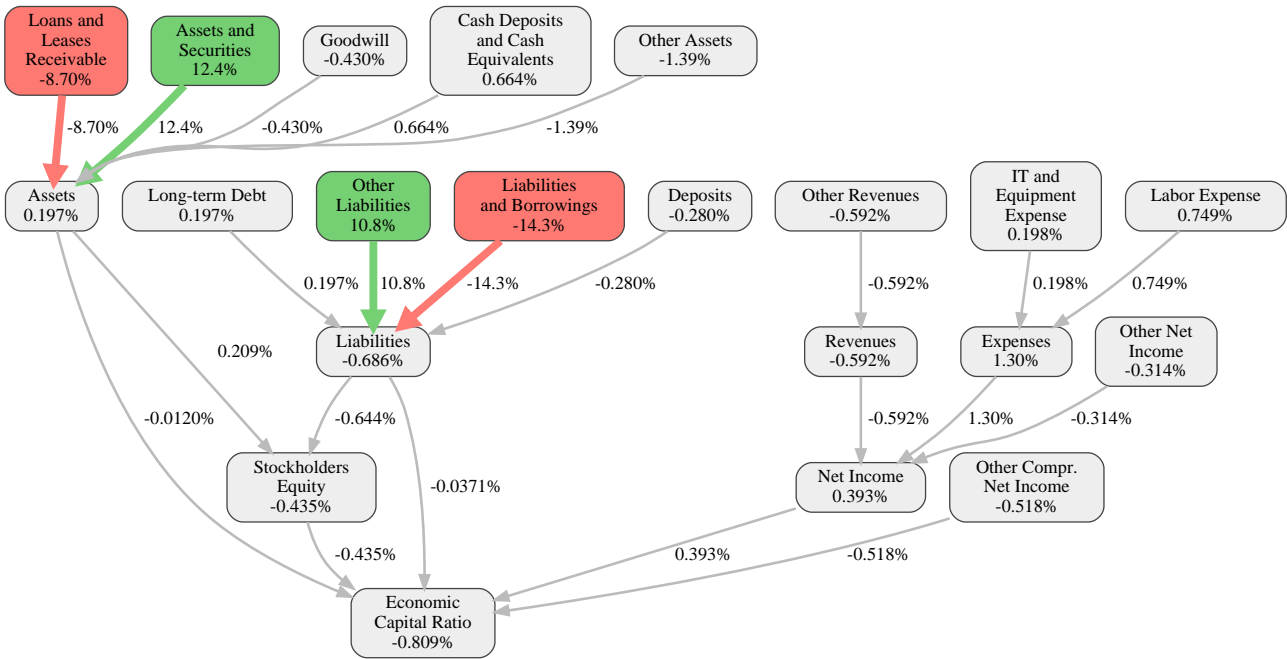 Loans and
Leases
Receivable
-8.70%
Assets and
Securities
12.4%
Goodwill
-0.430%
Cash Deposits
and Cash
Equivalents
0.664%
Other Assets
-1.39%
-8.70%
12.4%
-0.430%
0.664%
-1.39%
Assets
0.197%
Long-term Debt
0.197%
Other
Liabilities
10.8%
Liabilities
and Borrowings
-14.3%
Deposits
-0.280%
Other Revenues
-0.592%
IT and
Equipment
Expense
0.198%
Labor Expense
0.749%
0.197%
10.8%
-14.3%
-0.280%
-0.592%
0.198%
0.749%
Liabilities
-0.686%
Revenues
-0.592%
Expenses
1.30%
Other Net
Income
-0.314%
0.209%
-0.0120%
-0.644%
-0.592%
1.30%
-0.314%
Stockholders
Equity
-0.435%
-0.0371%
Net Income
0.393%
Other Compr.
Net Income
-0.518%
-0.435%
0.393%
-0.518%
Economic
Capital Ratio
-0.809%